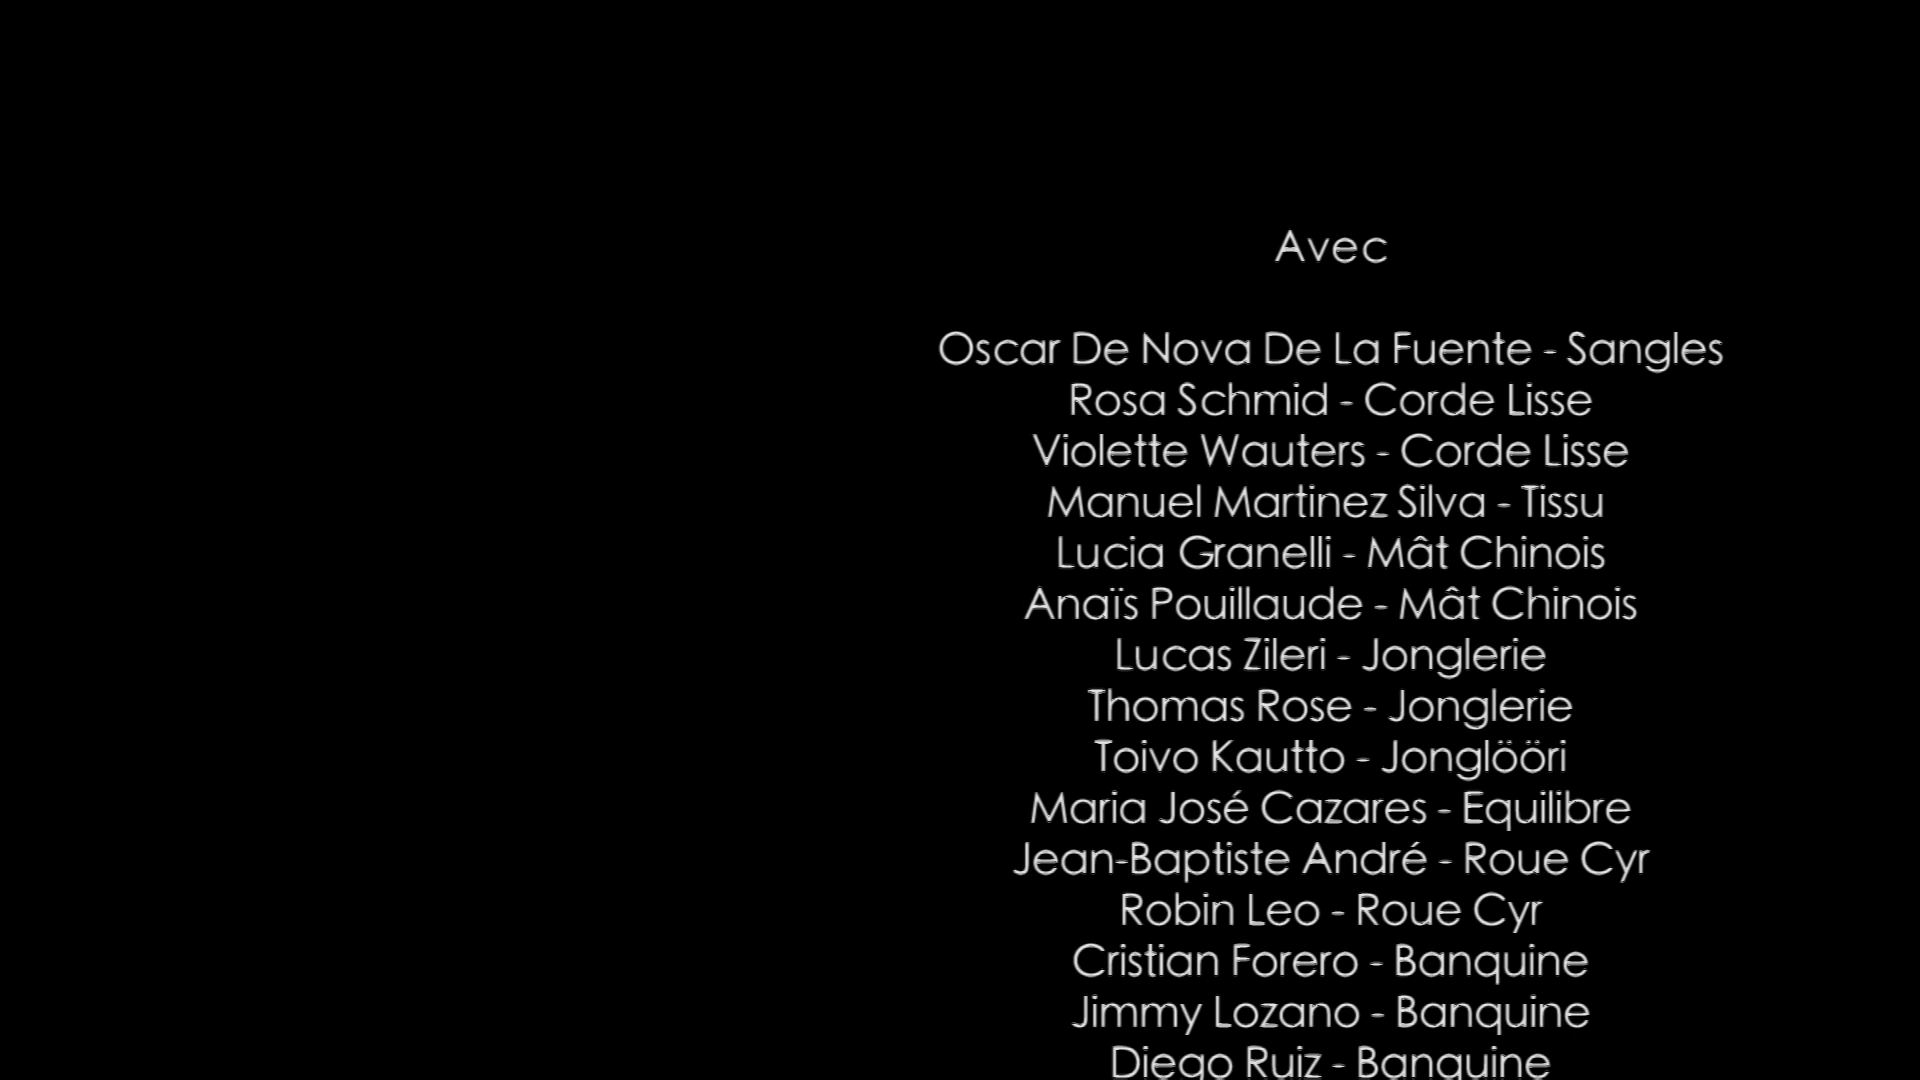 Avec
Oscar De Nova De La Fuente - Sangles
Rosa Schmid - Corde Lisse
Violette Wauters - Corde Lisse
Manuel Martinez Silva - Tissu
Lucia Granelli - Mât Chinois
Anaïs Pouillaude - Mât Chinois
Lucas Zileri - Jonglerie
Thomas Rose - Jonglerie
Toivo Kautto - Jonglööri
Maria José Cazares - Equilibre
Jean-Baptiste André - Roue Cyr
Robin Leo - Roue Cyr
Cristian Forero - Banquine
Jimmy Lozano - Banquine
Diego Ruiz - Banquine